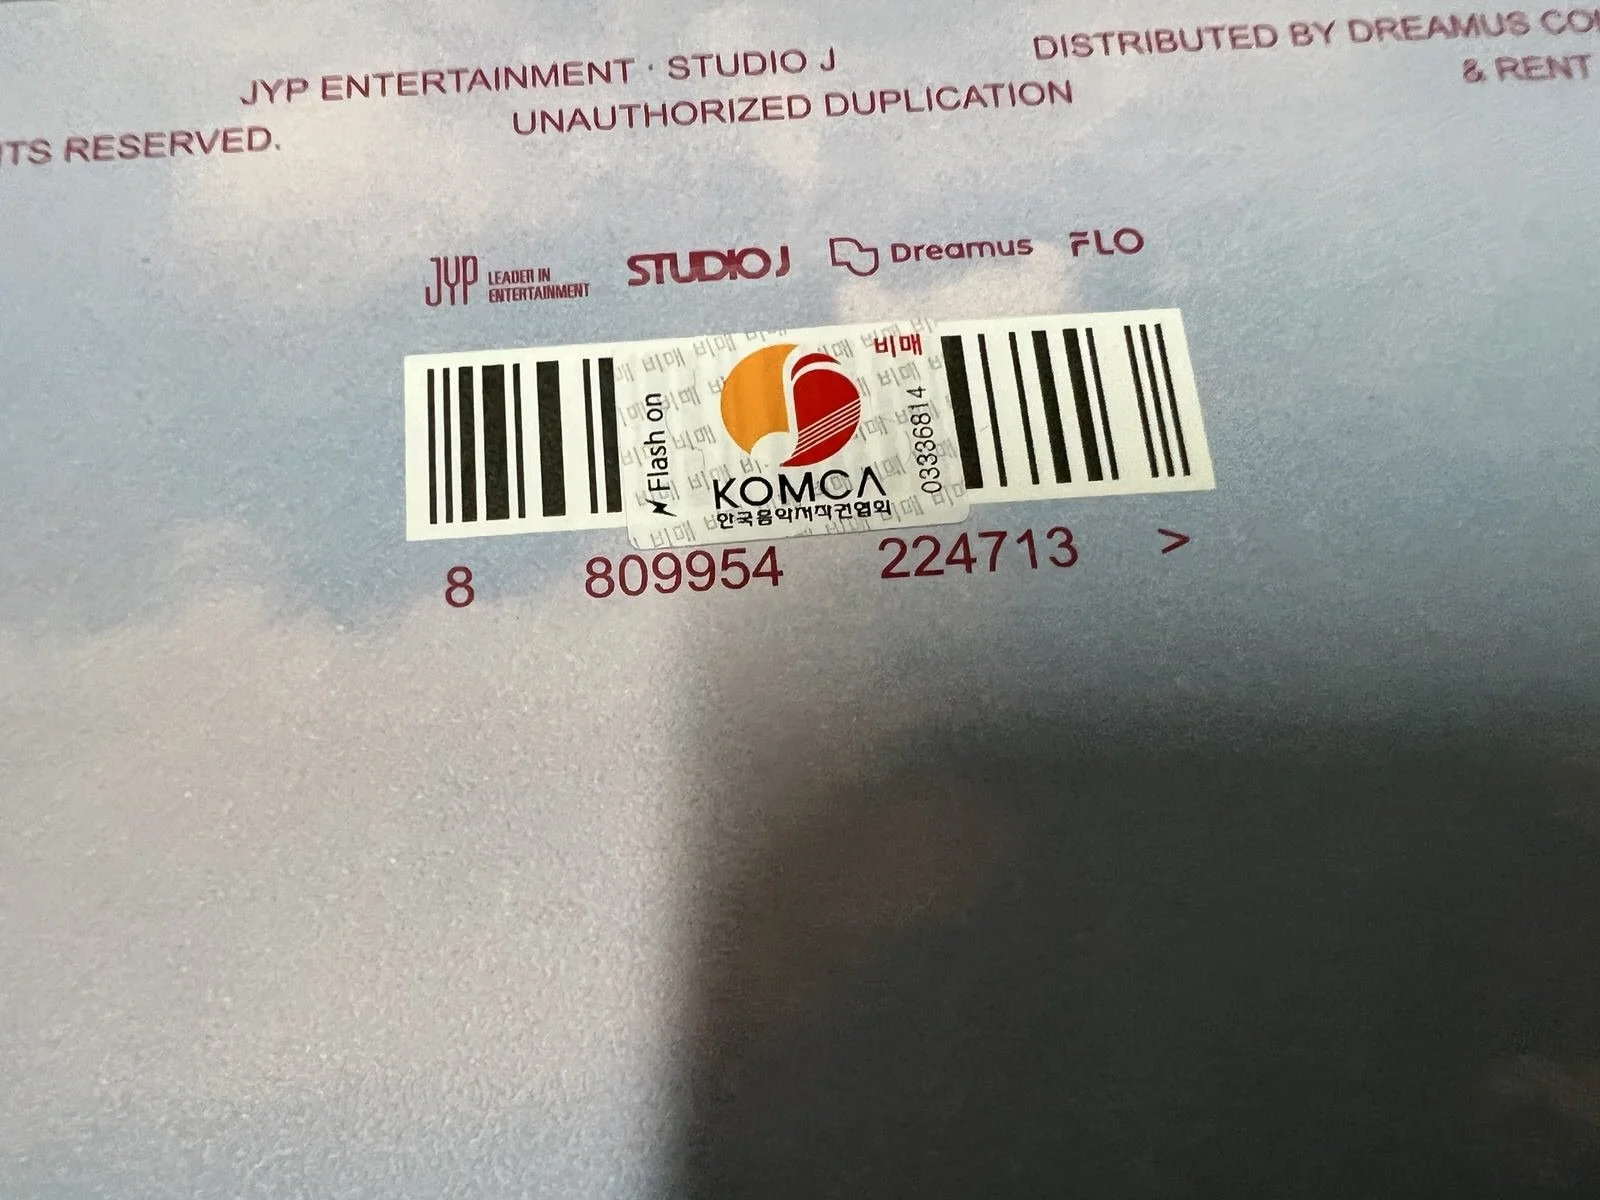 JYP ENTERTAINMENT · STUDIO J
DISTRIBUTED BY DREAMUS
UNAUTHORIZED DUPLICATION
& RENT
RESERVED.
JYP LEADER IN
ENTERTAINMENT
STUDIO J
Dreamus
FLO
Flash on
비매
03336814
KOMCA
한국음악저작권협회
8 809954 224713 >